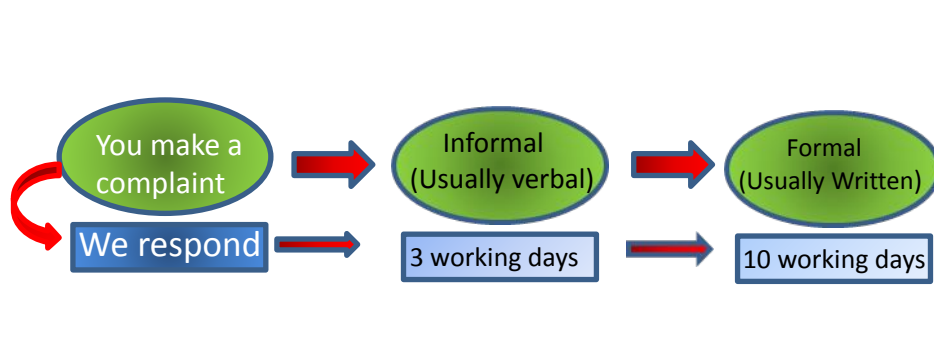 You make a
complaint
Informal
(Usually verbal)
Formal
(Usually Written)
We respond
3 working days
10 working days